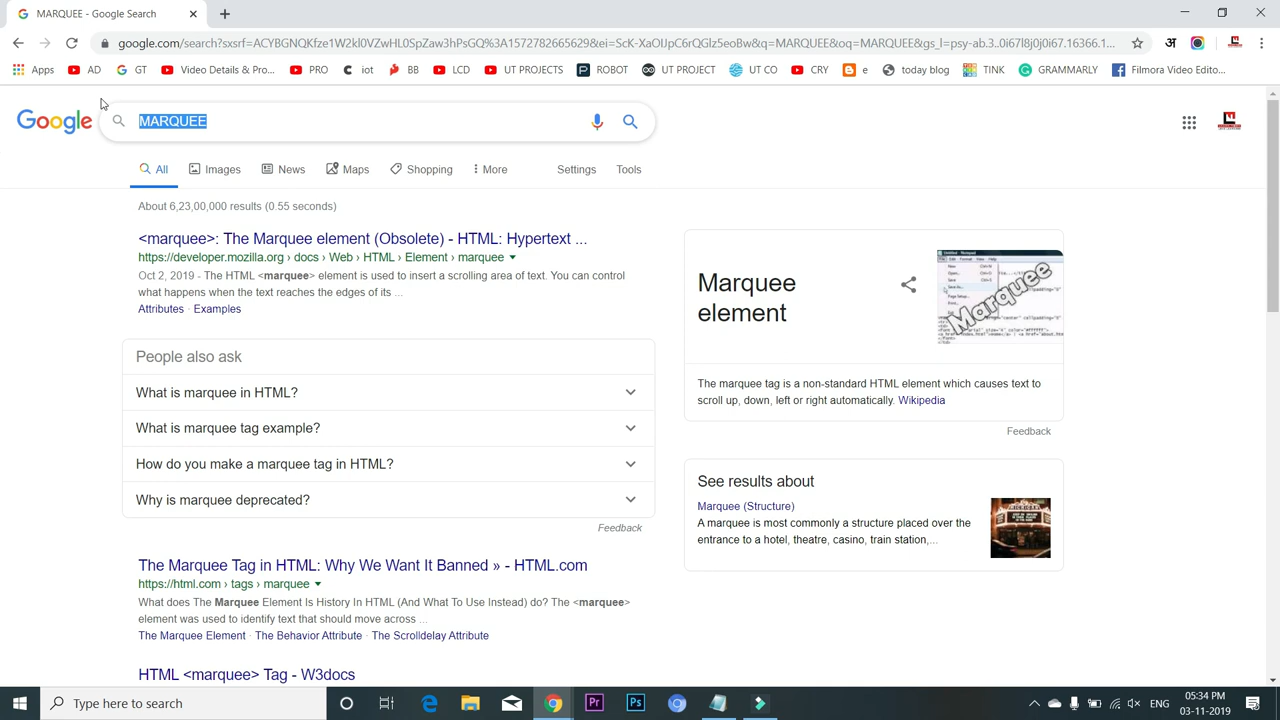 MARQUEE - Google Search
google.com/search?sxsrf=ACYBGNQKfze1W2kl0VZwHL0SpZaw3hPsGQ%3A1572782665629&ei=ScK-XaOIJpC6rQGlz5eoBw&q=MARQUEE&oq=MARQUEE&gs_l=psy-ab.3...0i67l8j0j0i67.16366.1...
अ
Apps AD GT Video Details & Pro... PRO iot BB LCD UT PROJECTS ROBOT UT PROJECT UT CO CRY e today blog TINK GRAMMARLY Filmora Video Edito...
Google MARQUEE
All Images News Maps Shopping More Settings Tools
About 6,23,00,000 results (0.55 seconds)
<marquee>: The Marquee element (Obsolete) - HTML: Hypertext ...
https://developer.mozilla.org › docs › Web › HTML › Element › marquee
Oct 2, 2019 - The HTML <marquee> element is used to insert a scrolling area of text. You can control
what happens when the text reaches the edges of its ...
Attributes · Examples
People also ask
What is marquee in HTML?
What is marquee tag example?
How do you make a marquee tag in HTML?
Why is marquee deprecated?
Feedback
The Marquee Tag in HTML: Why We Want It Banned » - HTML.com
https://html.com › tags › marquee
What does The Marquee Element Is History In HTML (And What To Use Instead) do? The <marquee>
element was used to identify text that should move across ...
The Marquee Element · The Behavior Attribute · The Scrolldelay Attribute
HTML <marquee> Tag - W3docs
Marquee
element
Marquee
The marquee tag is a non-standard HTML element which causes text to
scroll up, down, left or right automatically. Wikipedia
Feedback
See results about
Marquee (Structure)
A marquee is most commonly a structure placed over the
entrance to a hotel, theatre, casino, train station,...
MICHIGAN
Type here to search
Pr Ps
ENG
05:34 PM
03-11-2019